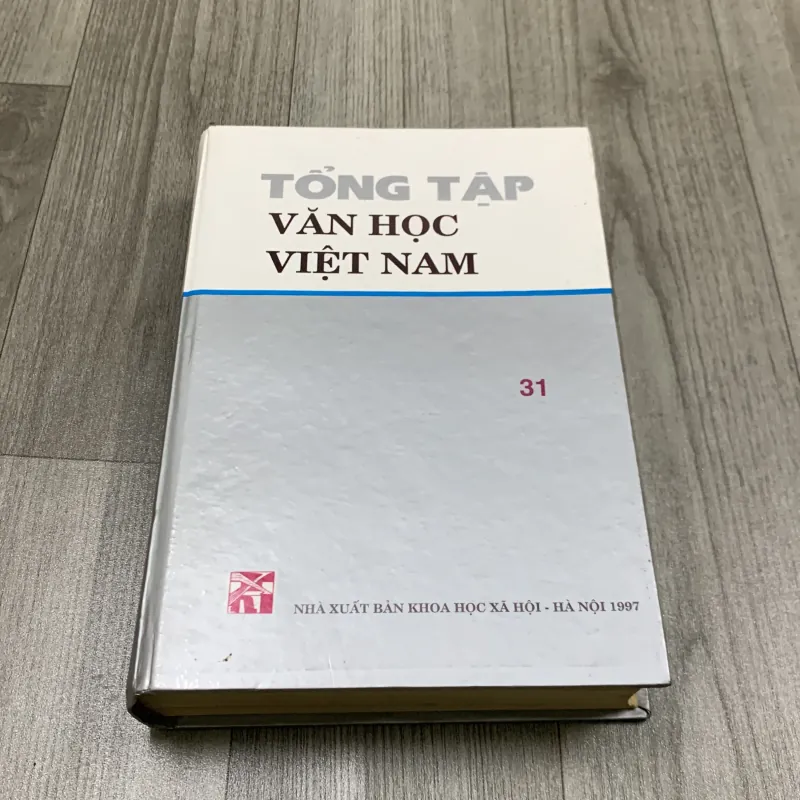 TỔNG TẬP
VĂN HỌC
VIỆT NAM
31
NHÀ XUẤT BẢN KHOA HỌC XÃ HỘI - HÀ NỘI 1997